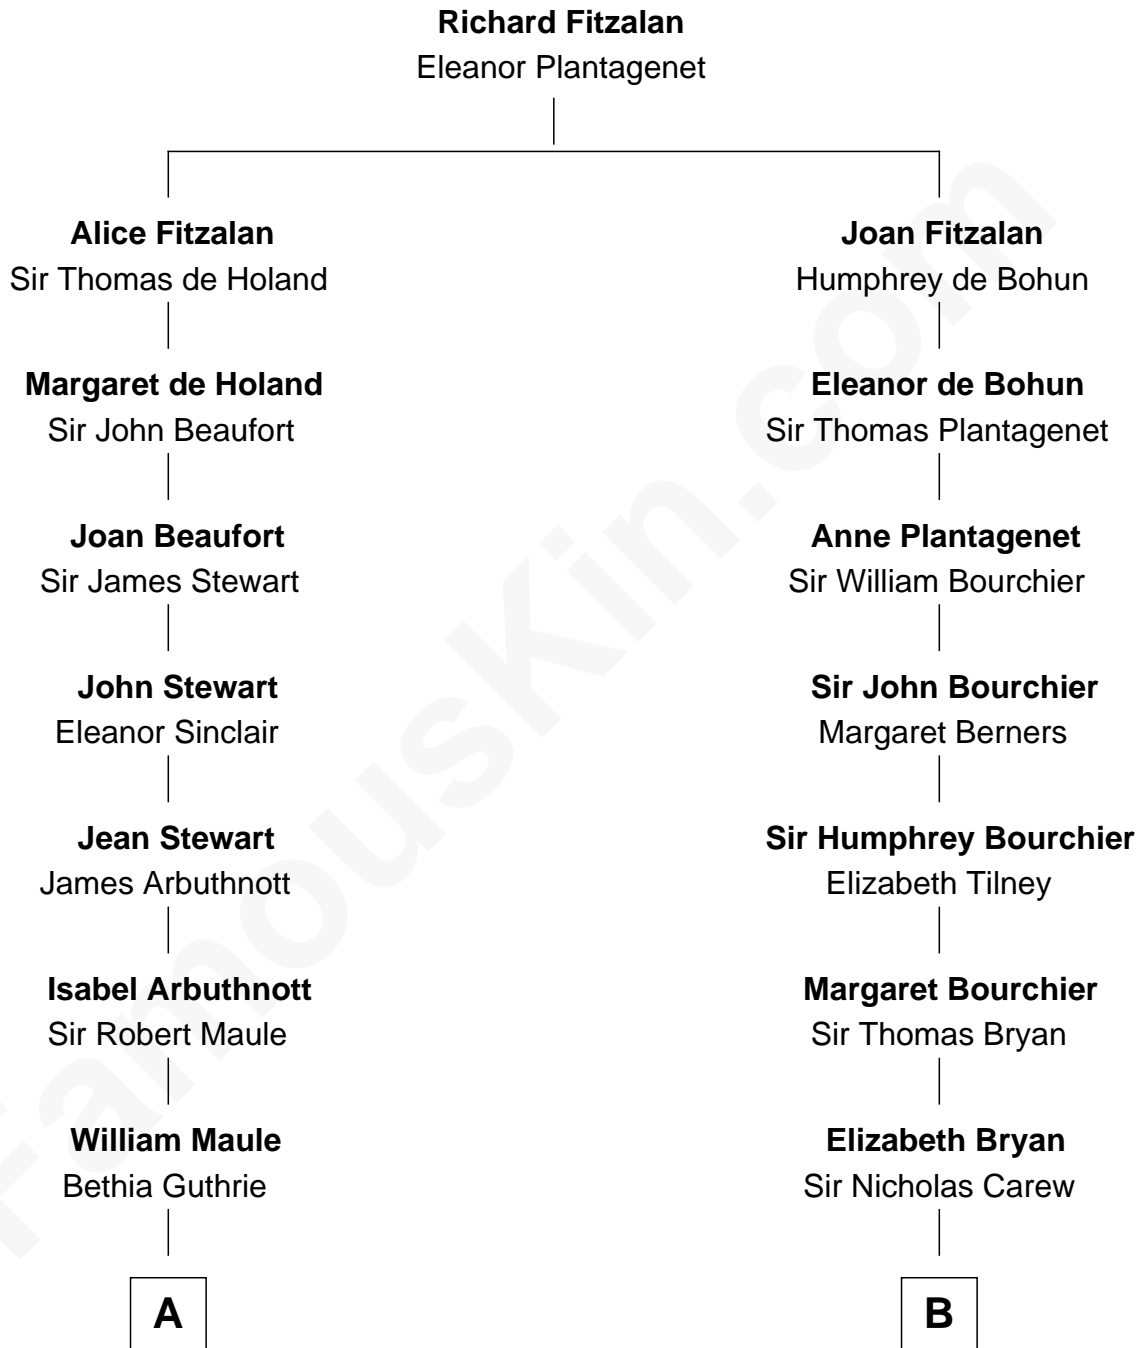 Richard Fitzalan
Eleanor Plantagenet
Alice Fitzalan
Sir Thomas de Holand
Joan Fitzalan
Humphrey de Bohun
Margaret de Holand
Sir John Beaufort
Eleanor de Bohun
Sir Thomas Plantagenet
Joan Beaufort
Sir James Stewart
Anne Plantagenet
Sir William Bourchier
John Stewart
Eleanor Sinclair
Sir John Bourchier
Margaret Berners
Jean Stewart
James Arbuthnott
Sir Humphrey Bourchier
Elizabeth Tilney
Isabel Arbuthnott
Sir Robert Maule
Margaret Bourchier
Sir Thomas Bryan
William Maule
Bethia Guthrie
Elizabeth Bryan
Sir Nicholas Carew
A
B
FamousKin.com